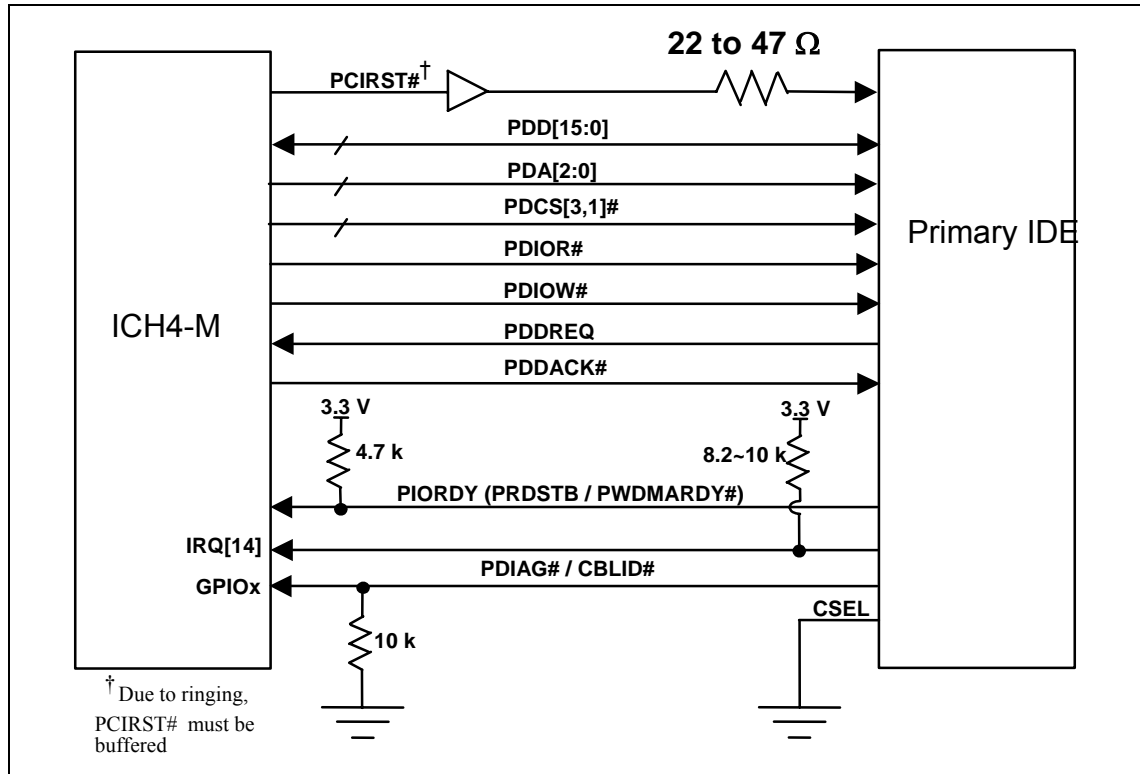 22 to 47 Ω
PCIRST#†
PDD[15:0]
PDA[2:0]
PDCS[3,1]#
Primary IDE
PDIOR#
PDIOW#
ICH4-M
PDDREQ
PDDACK#
3.3 V
3.3 V
4.7 k
8.2~10 k
PIORDY (PRDSTB / PWDMARDY#)
IRQ[14]
PDIAG# / CBLID#
GPIOx
CSEL
10 k
† Due to ringing,
PCIRST# must be
buffered